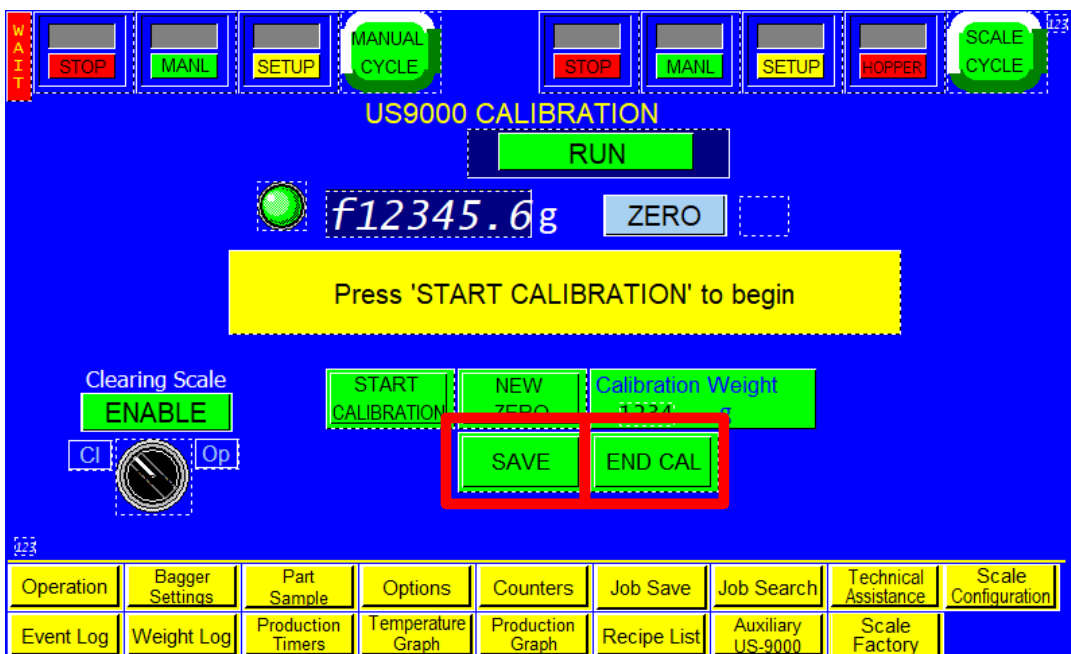 WAIT
STOP MANL SETUP MANUAL CYCLE STOP MANL SETUP HOPPER SCALE CYCLE 123
US9000 CALIBRATION
RUN
f12345.6 g ZERO
Press 'START CALIBRATION' to begin
Clearing Scale
ENABLE
Cl Op
START CALIBRATION
NEW ZERO
Calibration Weight
1234 g
SAVE END CAL
123
Operation Bagger Settings Part Sample Options Counters Job Save Job Search Technical Assistance Scale Configuration
Event Log Weight Log Production Timers Temperature Graph Production Graph Recipe List Auxiliary US-9000 Scale Factory